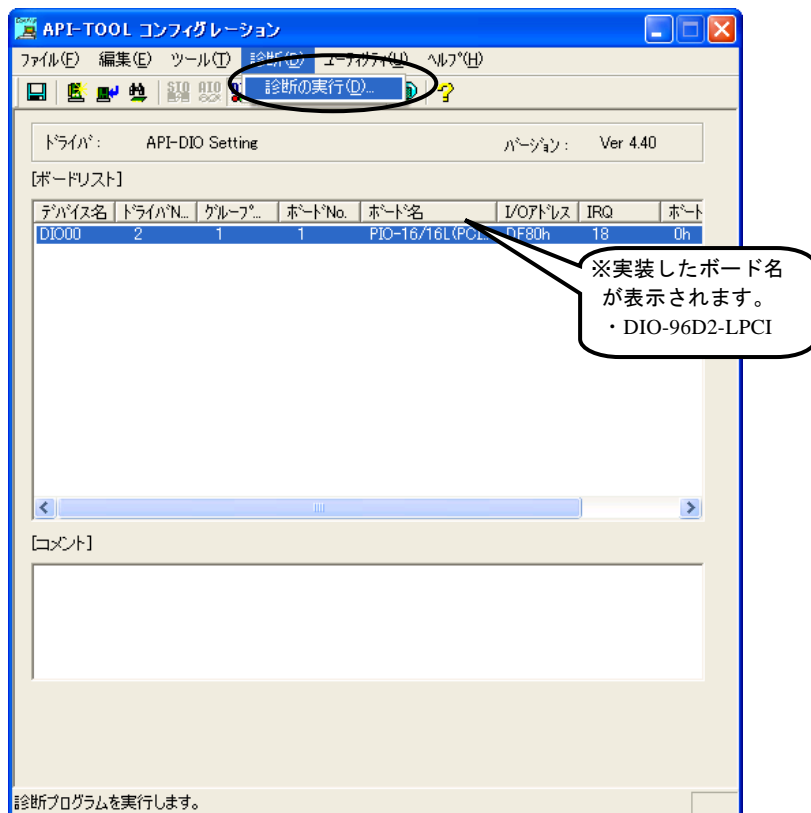 API-TOOL コンフィグレーション
ファイル(F) 編集(E) ツール(T) 診断(D) ユーティリティ(U) ヘルプ(H)
診断の実行(D)...
SIO AIO
ドライバ: API-DIO Setting バージョン: Ver 4.40
[ボードリスト]
デバイス名 ドライバN... グループ... ボードNo. ボード名 I/Oアドレス IRQ ボート
DIO00 2 1 1 PIO-16/16L(PCI... DF80h 18 0h
※実装したボード名
が表示されます。
・DIO-96D2-LPCI
[コメント]
診断プログラムを実行します。